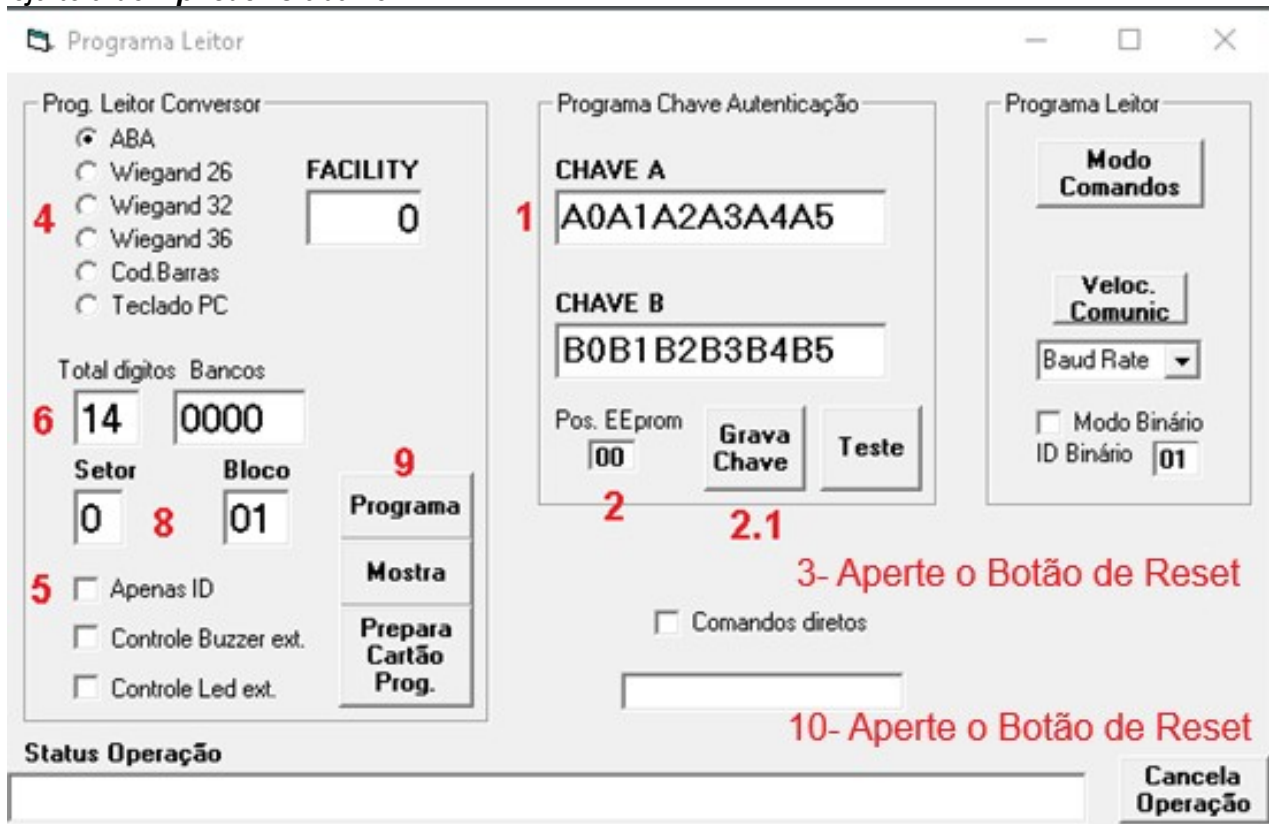 Programa Leitor
Prog. Leitor Conversor
ABA
Wiegand 26
Wiegand 32
Wiegand 36
Cod.Barras
Teclado PC
4
FACILITY
0
Total digitos Bancos
6 14 0000
Setor Bloco
0 8 01
5 Apenas ID
Controle Buzzer ext.
Controle Led ext.
9
Programa
Mostra
Prepara
Cartão
Prog.
Programa Chave Autenticação
CHAVE A
1 A0A1A2A3A4A5
CHAVE B
B0B1B2B3B4B5
Pos. EEprom
00
2
Grava
Chave
2.1
Teste
Programa Leitor
Modo
Comandos
Veloc.
Comunic
Baud Rate
Modo Binário
ID Binário 01
3- Aperte o Botão de Reset
Comandos diretos
10- Aperte o Botão de Reset
Status Operação
Cancela
Operação